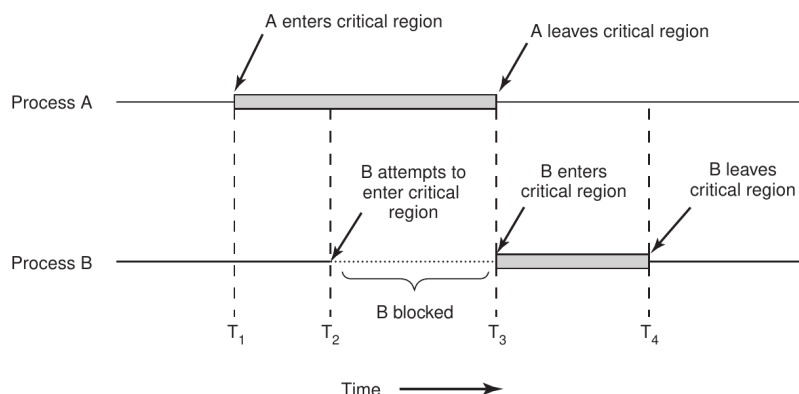 A enters critical region
A leaves critical region
Process A
B attempts to
enter critical
region
B enters
critical region
B leaves
critical region
Process B
B blocked
T1
T2
T3
T4
Time